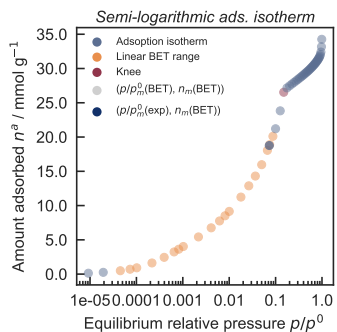 Semi-logarithmic ads. isotherm
Adsoption isotherm
Linear BET range
Knee
(p/p⁰ₘ(BET), nₘ(BET))
(p/p⁰ₘ(exp), nₘ(BET))
Amount adsorbed nᵃ / mmol g⁻¹
35.0
30.0
25.0
20.0
15.0
10.0
5.0
0.0
1e-05 0.0001 0.001 0.01 0.1 1.0
Equilibrium relative pressure p/p⁰